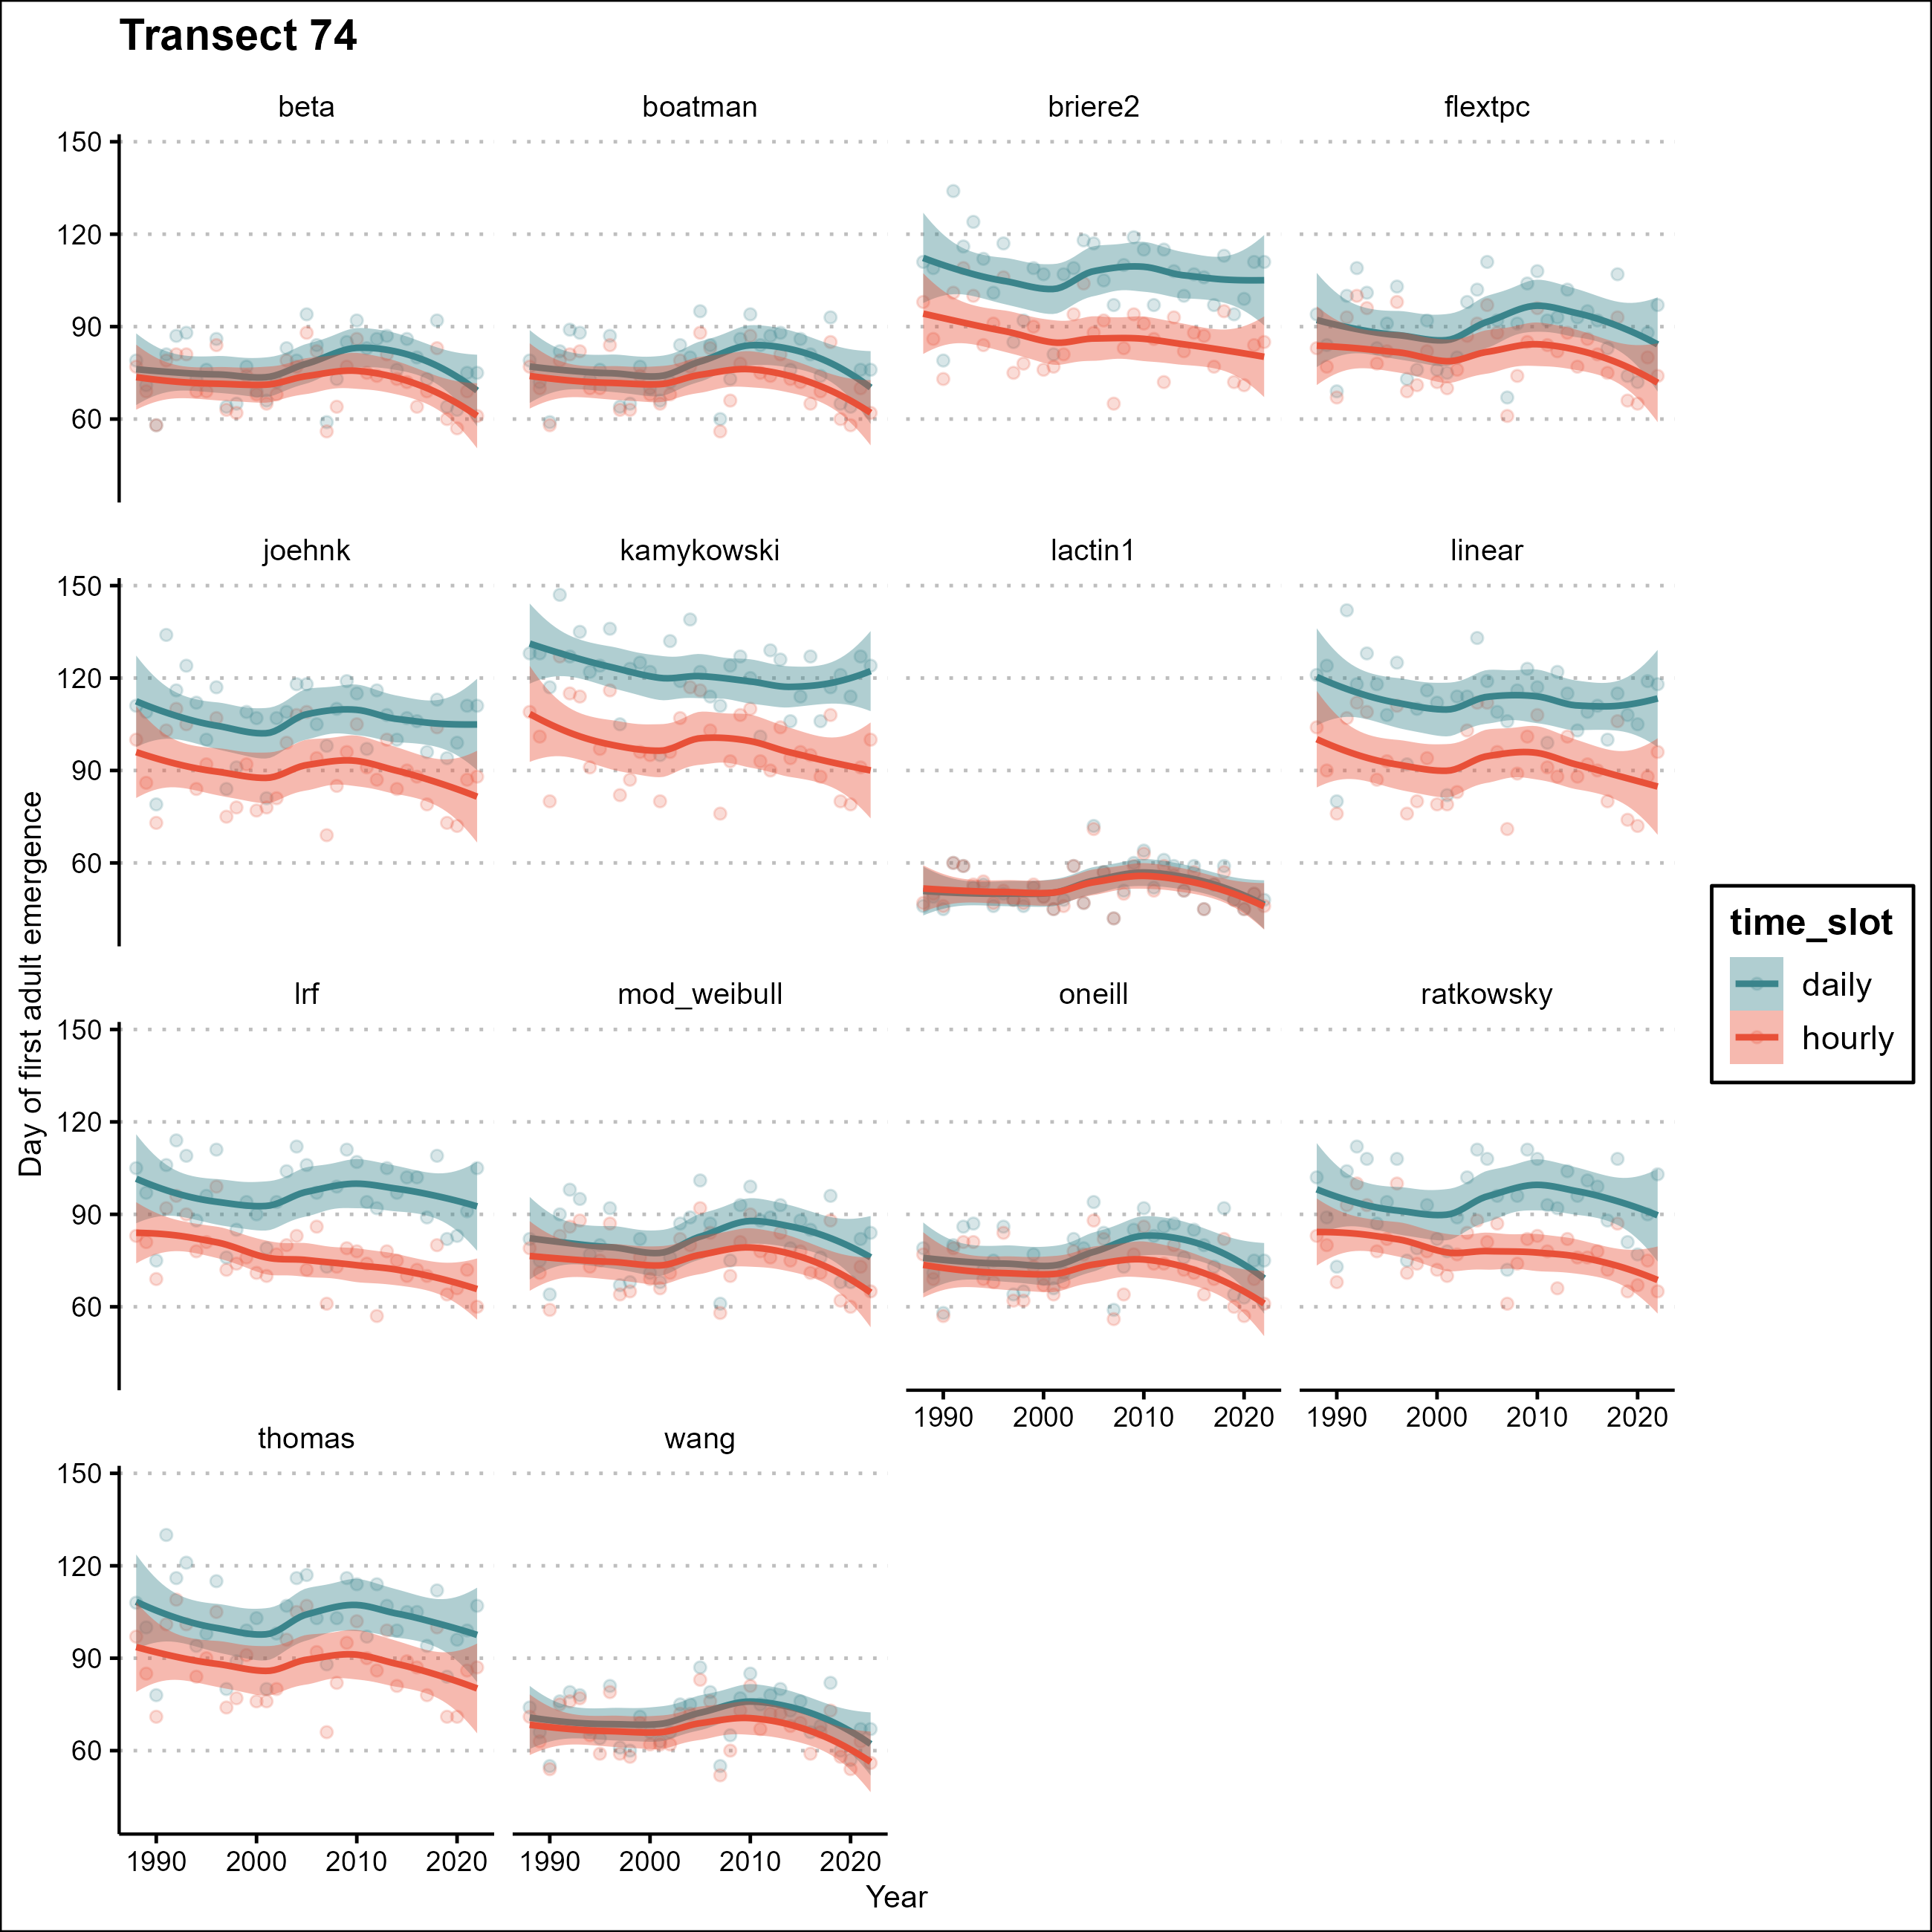 Transect 74
beta boatman briere2 flextpc
150
120
90
60
joehnk kamykowski lactin1 linear
150
120
90
60
lrf mod_weibull oneill ratkowsky
150
120
90
60
1990 2000 2010 2020 1990 2000 2010 2020
thomas wang
150
120
90
60
1990 2000 2010 2020 1990 2000 2010 2020
Year
Day of first adult emergence
time_slot
daily
hourly